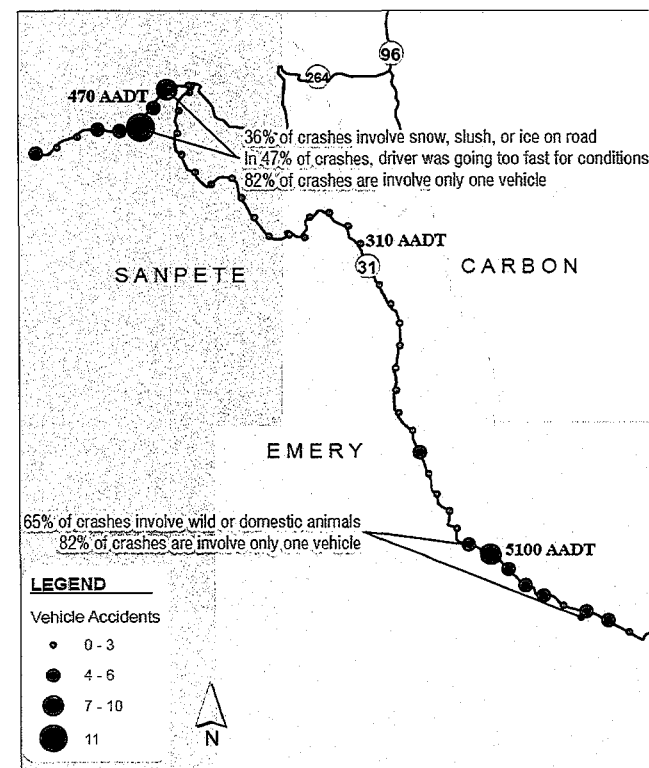 96
264
470 AADT
36% of crashes involve snow, slush, or ice on road
In 47% of crashes, driver was going too fast for conditions
82% of crashes are involve only one vehicle
310 AADT
31
SANPETE
CARBON
EMERY
65% of crashes involve wild or domestic animals
82% of crashes are involve only one vehicle
5100 AADT
LEGEND
Vehicle Accidents
0 - 3
4 - 6
7 - 10
11
N